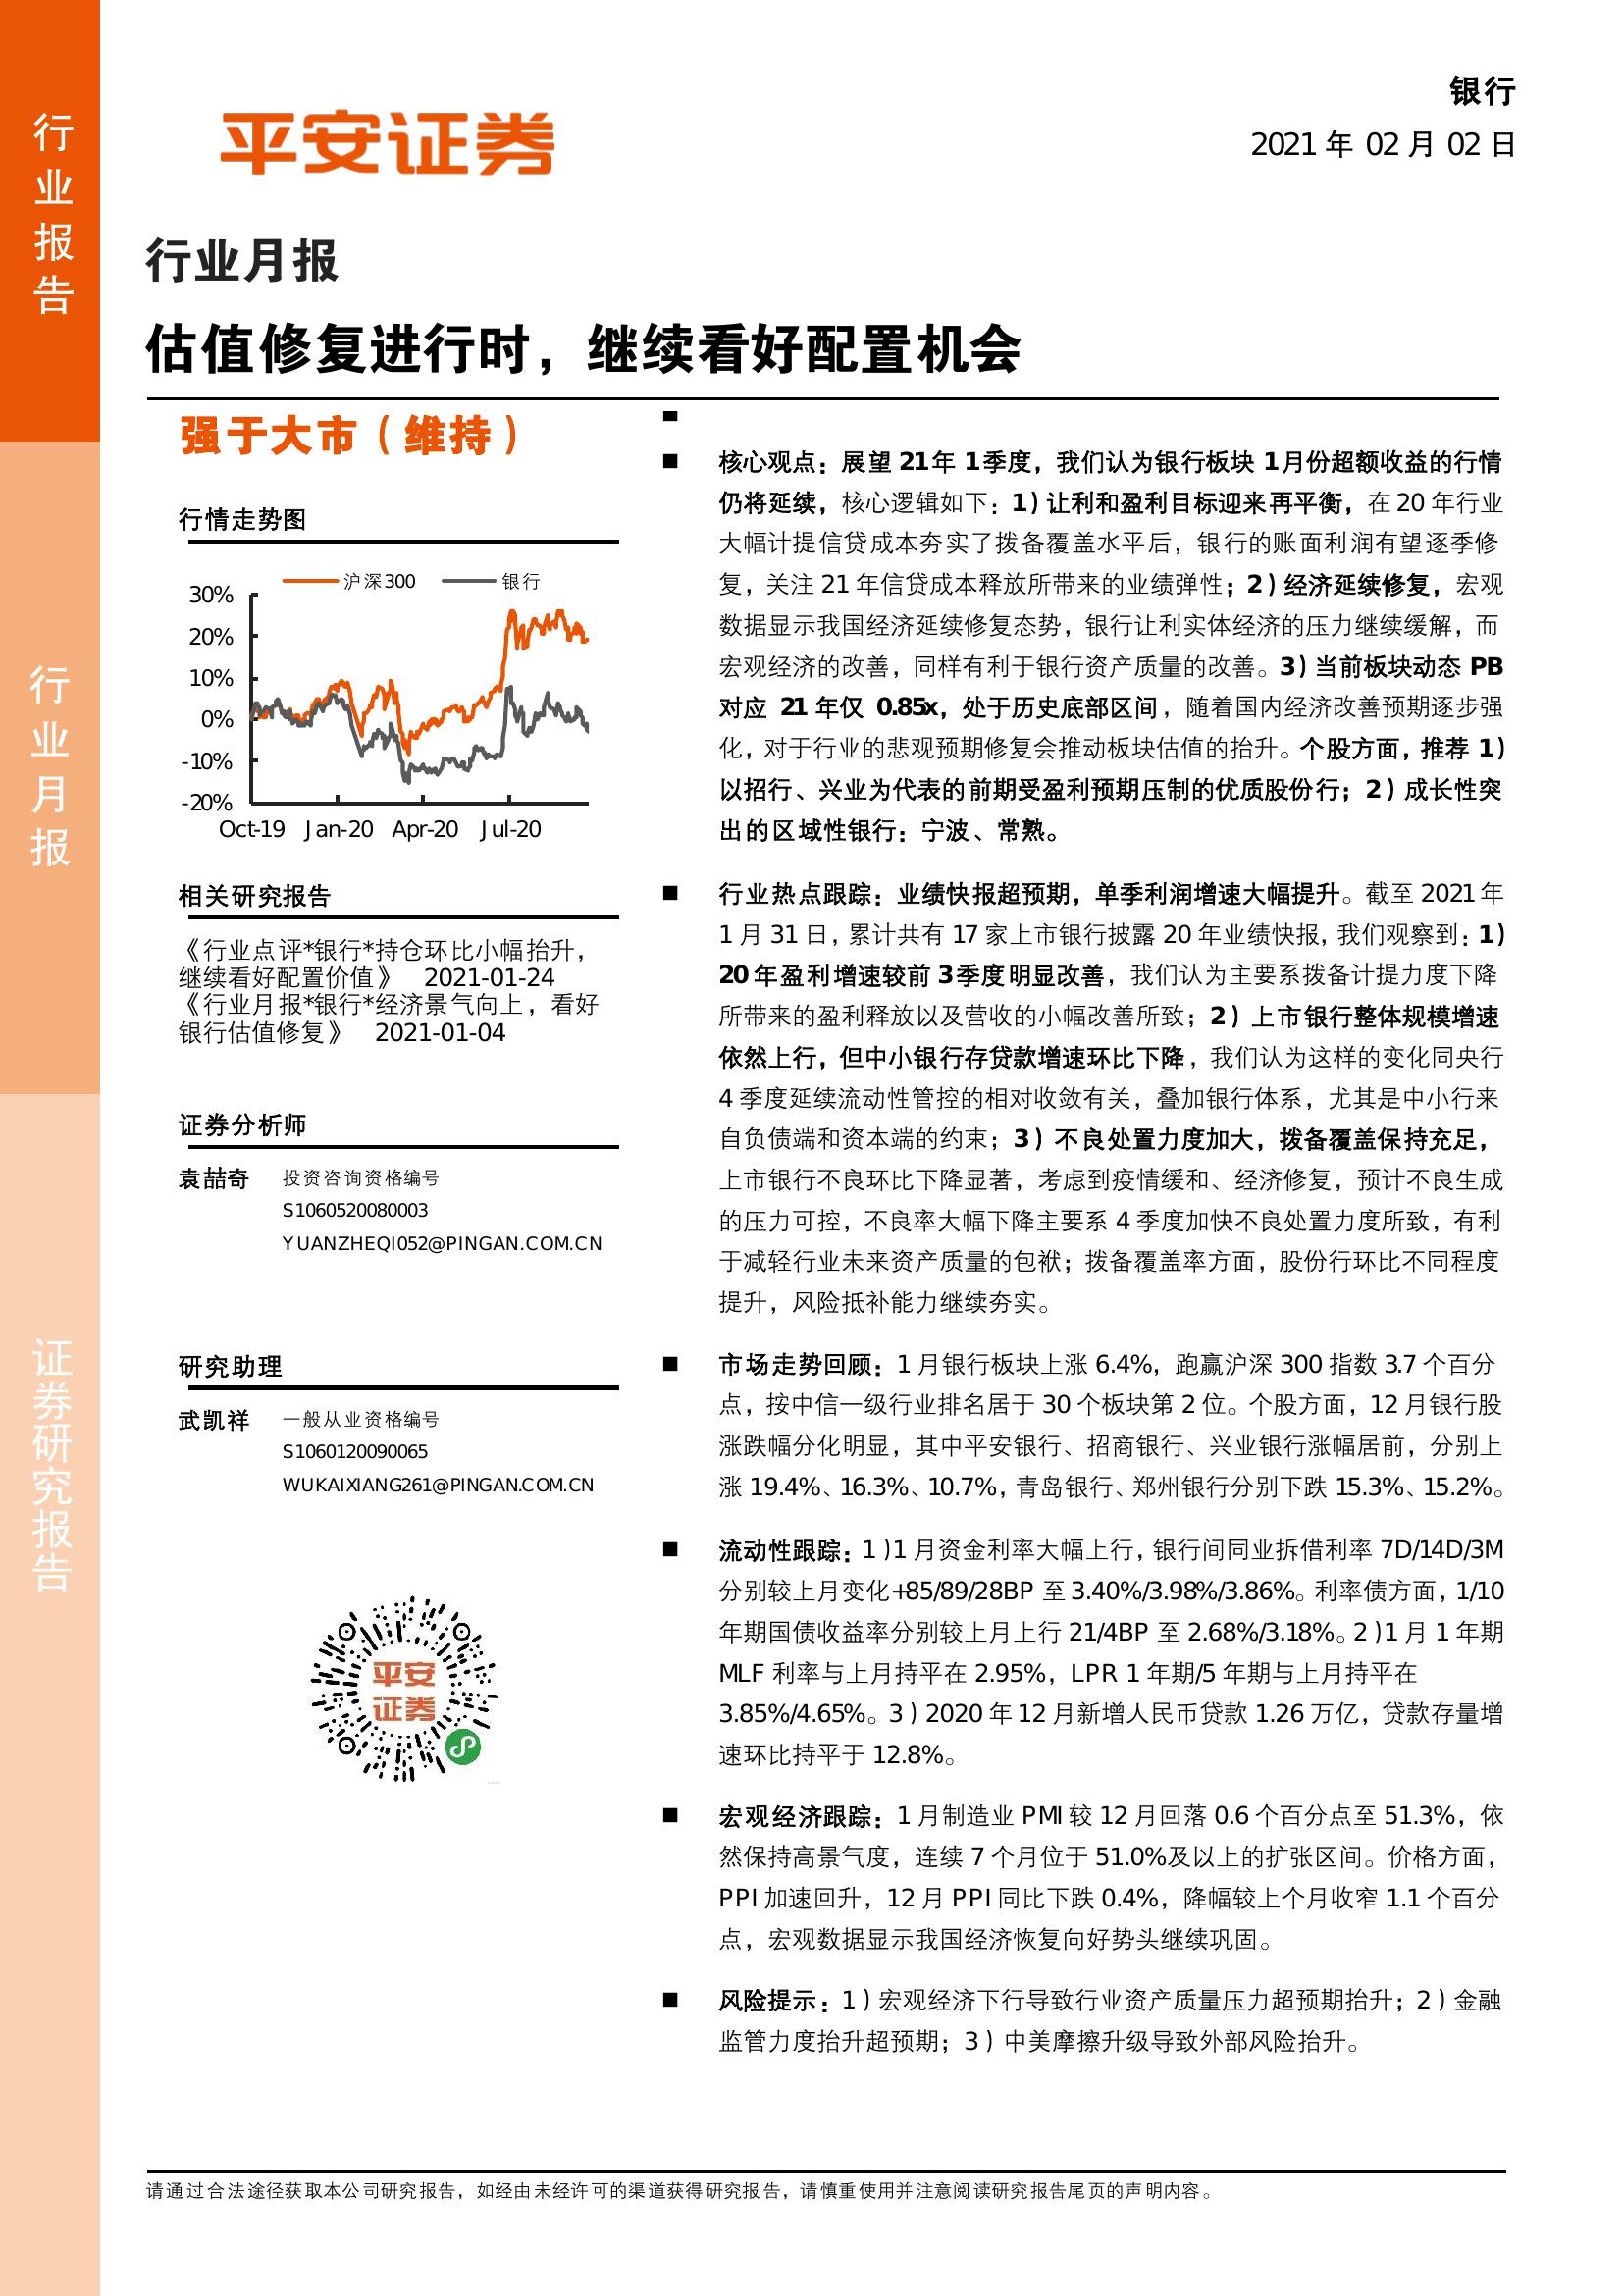 银行
2021 年 02 月 02 日
行业报告
行业月报
证券研究报告
平安证券
行业月报
估值修复进行时，继续看好配置机会
强于大市（维持）
行情走势图
沪深300 银行
30%
20%
10%
0%
-10%
-20%
Oct-19 Jan-20 Apr-20 Jul-20
相关研究报告
《行业点评*银行*持仓环比小幅抬升，
继续看好配置价值》 2021-01-24
《行业月报*银行*经济景气向上，看好
银行估值修复》 2021-01-04
证券分析师
袁喆奇 投资咨询资格编号
S1060520080003
YUANZHEQI052@PINGAN.COM.CN
研究助理
武凯祥 一般从业资格编号
S1060120090065
WUKAIXIANG261@PINGAN.COM.CN
平安
证券
核心观点：展望 21年 1季度，我们认为银行板块 1月份超额收益的行情
仍将延续，核心逻辑如下：1）让利和盈利目标迎来再平衡，在 20 年行业
大幅计提信贷成本夯实了拨备覆盖水平后，银行的账面利润有望逐季修
复，关注 21 年信贷成本释放所带来的业绩弹性；2）经济延续修复，宏观
数据显示我国经济延续修复态势，银行让利实体经济的压力继续缓解，而
宏观经济的改善，同样有利于银行资产质量的改善。3）当前板块动态 PB
对应 21 年仅 0.85x，处于历史底部区间，随着国内经济改善预期逐步强
化，对于行业的悲观预期修复会推动板块估值的抬升。个股方面，推荐 1）
以招行、兴业为代表的前期受盈利预期压制的优质股份行；2）成长性突
出的区域性银行：宁波、常熟。
行业热点跟踪：业绩快报超预期，单季利润增速大幅提升。截至 2021 年
1 月 31 日，累计共有 17 家上市银行披露 20 年业绩快报，我们观察到：1）
20 年盈利增速较前 3 季度明显改善，我们认为主要系拨备计提力度下降
所带来的盈利释放以及营收的小幅改善所致；2）上市银行整体规模增速
依然上行，但中小银行存贷款增速环比下降，我们认为这样的变化同央行
4 季度延续流动性管控的相对收敛有关，叠加银行体系，尤其是中小行来
自负债端和资本端的约束；3）不良处置力度加大，拨备覆盖保持充足，
上市银行不良环比下降显著，考虑到疫情缓和、经济修复，预计不良生成
的压力可控，不良率大幅下降主要系 4 季度加快不良处置力度所致，有利
于减轻行业未来资产质量的包袱；拨备覆盖率方面，股份行环比不同程度
提升，风险抵补能力继续夯实。
市场走势回顾：1 月银行板块上涨 6.4%，跑赢沪深 300 指数 3.7 个百分
点，按中信一级行业排名居于 30 个板块第 2 位。个股方面，12 月银行股
涨跌幅分化明显，其中平安银行、招商银行、兴业银行涨幅居前，分别上
涨 19.4%、16.3%、10.7%，青岛银行、郑州银行分别下跌 15.3%、15.2%。
流动性跟踪：1）1 月资金利率大幅上行，银行间同业拆借利率 7D/14D/3M
分别较上月变化+85/89/28BP 至 3.40%/3.98%/3.86%。利率债方面，1/10
年期国债收益率分别较上月上行 21/4BP 至 2.68%/3.18%。2）1 月 1 年期
MLF 利率与上月持平在 2.95%，LPR 1 年期/5 年期与上月持平在
3.85%/4.65%。3）2020 年 12 月新增人民币贷款 1.26 万亿，贷款存量增
速环比持平于 12.8%。
宏观经济跟踪：1 月制造业 PMI 较 12 月回落 0.6 个百分点至 51.3%，依
然保持高景气度，连续 7 个月位于 51.0%及以上的扩张区间。价格方面，
PPI 加速回升，12 月 PPI 同比下跌 0.4%，降幅较上个月收窄 1.1 个百分
点，宏观数据显示我国经济恢复向好势头继续巩固。
风险提示：1）宏观经济下行导致行业资产质量压力超预期抬升；2）金融
监管力度抬升超预期；3）中美摩擦升级导致外部风险抬升。
请通过合法途径获取本公司研究报告，如经由未经许可的渠道获得研究报告，请慎重使用并注意阅读研究报告尾页的声明内容。